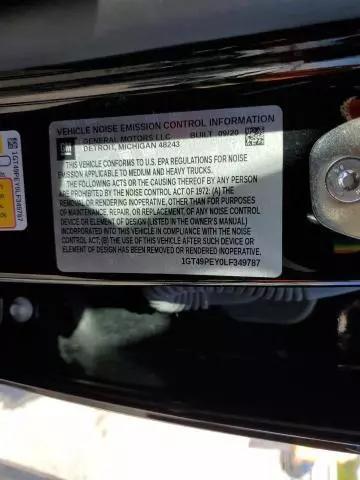 VEHICLE NOISE EMISSION CONTROL INFORMATION
GM
GENERAL MOTORS LLC BUILT 09/20
DETROIT, MICHIGAN 48243
THIS VEHICLE CONFORMS TO U.S. EPA REGULATIONS FOR NOISE
EMISSION APPLICABLE TO MEDIUM AND HEAVY TRUCKS.
THE FOLLOWING ACTS OR THE CAUSING THEREOF BY ANY PERSON
ARE PROHIBITED BY THE NOISE CONTROL ACT OF 1972: (A) THE
REMOVAL OR RENDERING INOPERATIVE, OTHER THAN FOR PURPOSES
OF MAINTENANCE, REPAIR, OR REPLACEMENT, OF ANY NOISE CONTROL
DEVICE OR ELEMENT OF DESIGN (LISTED IN THE OWNER'S MANUAL)
INCORPORATED INTO THIS VEHICLE IN COMPLIANCE WITH THE NOISE
CONTROL ACT; (B) THE USE OF THIS VEHICLE AFTER SUCH DEVICE OR
ELEMENT OF DESIGN HAS BEEN REMOVED OR RENDERED INOPERATIVE.
1GT49PEY0LF349787
1GT49PEY0LF349787